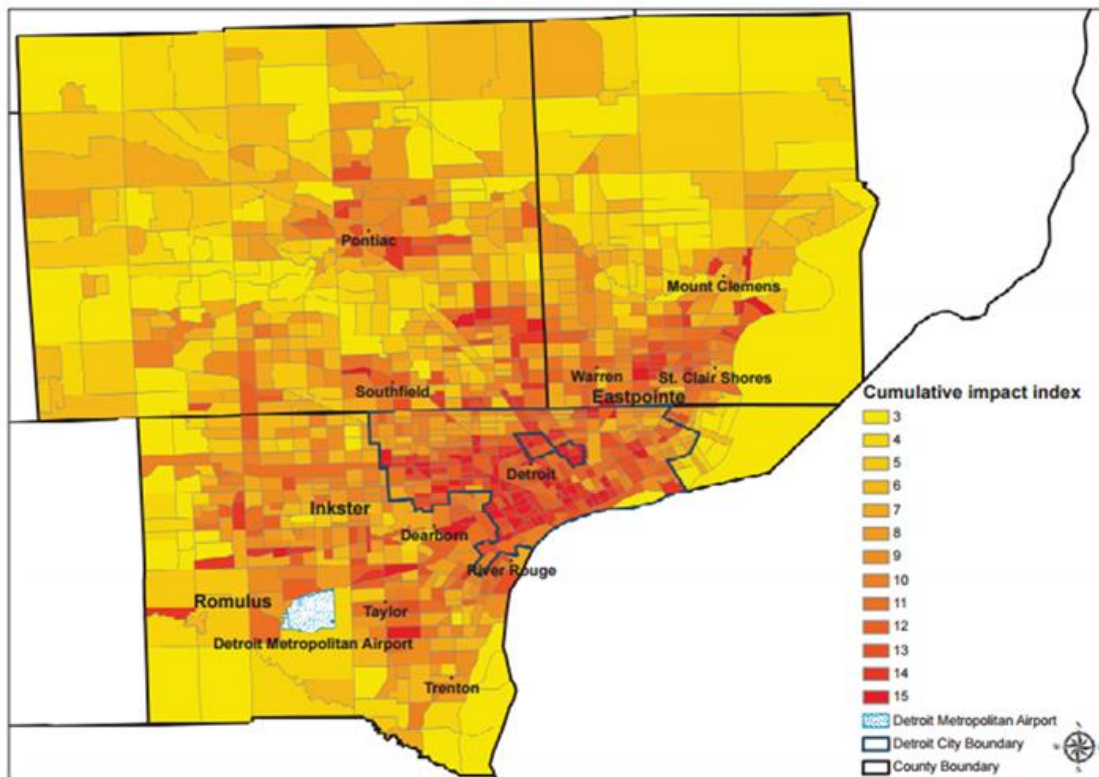 Pontiac
Mount Clemens
Southfield
Warren
St. Clair Shores
Eastpointe
Detroit
Inkster
Dearborn
River Rouge
Romulus
Taylor
Detroit Metropolitan Airport
Trenton
Cumulative impact index
3
4
5
6
7
8
9
10
11
12
13
14
15
Detroit Metropolitan Airport
Detroit City Boundary
County Boundary